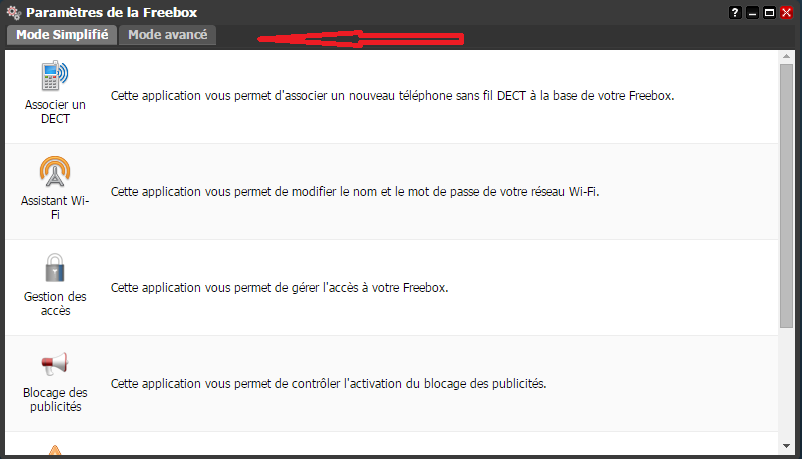 Paramètres de la Freebox
Mode Simplifié
Mode avancé
Associer un
DECT
Cette application vous permet d'associer un nouveau téléphone sans fil DECT à la base de votre Freebox.
Assistant Wi-
Fi
Cette application vous permet de modifier le nom et le mot de passe de votre réseau Wi-Fi.
Gestion des
accès
Cette application vous permet de gérer l'accès à votre Freebox.
Blocage des
publicités
Cette application vous permet de contrôler l'activation du blocage des publicités.